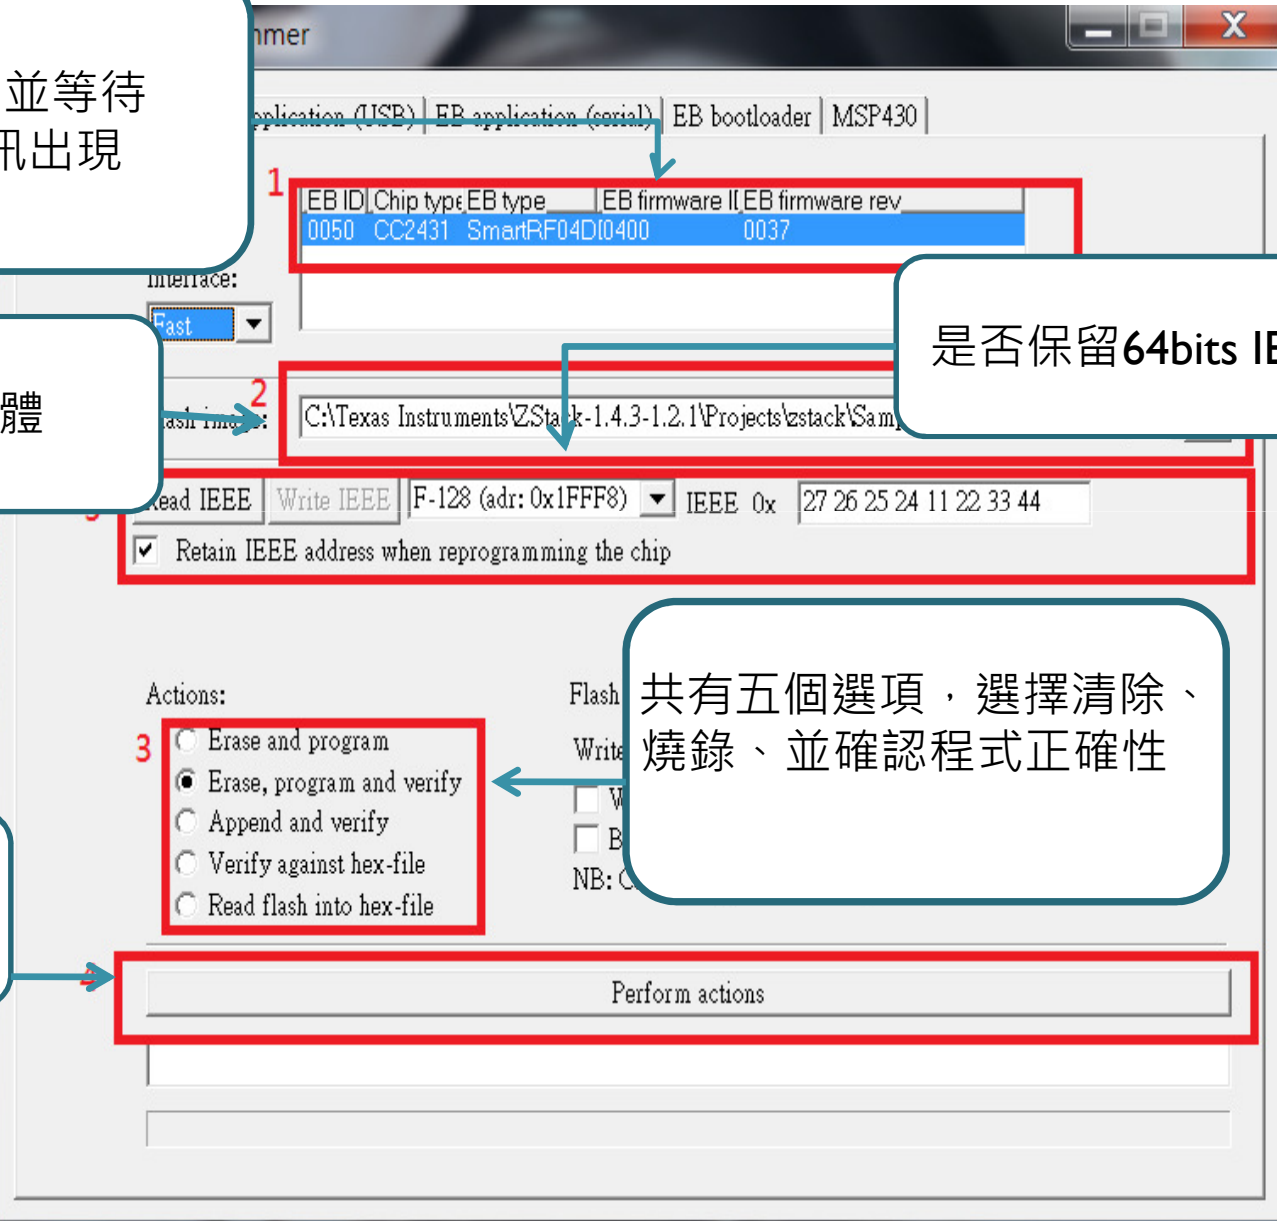 並等待
訊出現
EB application (serial) EB bootloader MSP430
1
EB ID Chip type EB type EB firmware I EB firmware rev
0050 CC2431 SmartRF04D 0400 0037
Interface:
Fast
是否保留64bits
體
2
C:\Texas Instruments\ZStack-1.4.3-1.2.1\Projects\zstack\Sam
Read IEEE Write IEEE F-128 (adr: 0x1FFF8) IEEE 0x 27 26 25 24 11 22 33 44
Retain IEEE address when reprogramming the chip
共有五個選項，選擇清除、
燒錄、並確認程式正確性
Actions:
Flash
3
Erase and program
Erase, program and verify
Append and verify
Verify against hex-file
Read flash into hex-file
Write
NB:
Perform actions